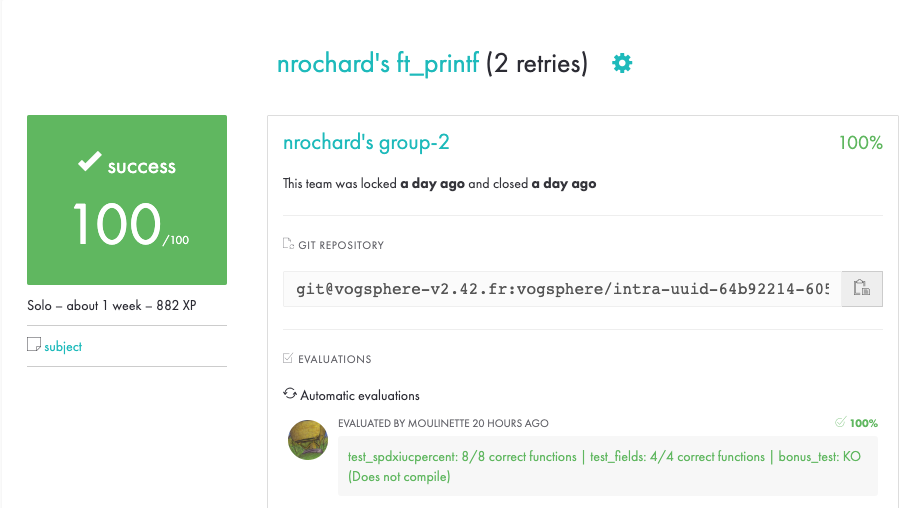 nrochard's ft_printf (2 retries)
success
100/100
Solo – about 1 week – 882 XP
subject
nrochard's group-2 100%
This team was locked a day ago and closed a day ago
GIT REPOSITORY
git@vogsphere-v2.42.fr:vogsphere/intra-uuid-64b92214-605
EVALUATIONS
Automatic evaluations
EVALUATED BY MOULINETTE 20 HOURS AGO 100%
test_spdxiucpercent: 8/8 correct functions | test_fields: 4/4 correct functions | bonus_test: KO
(Does not compile)